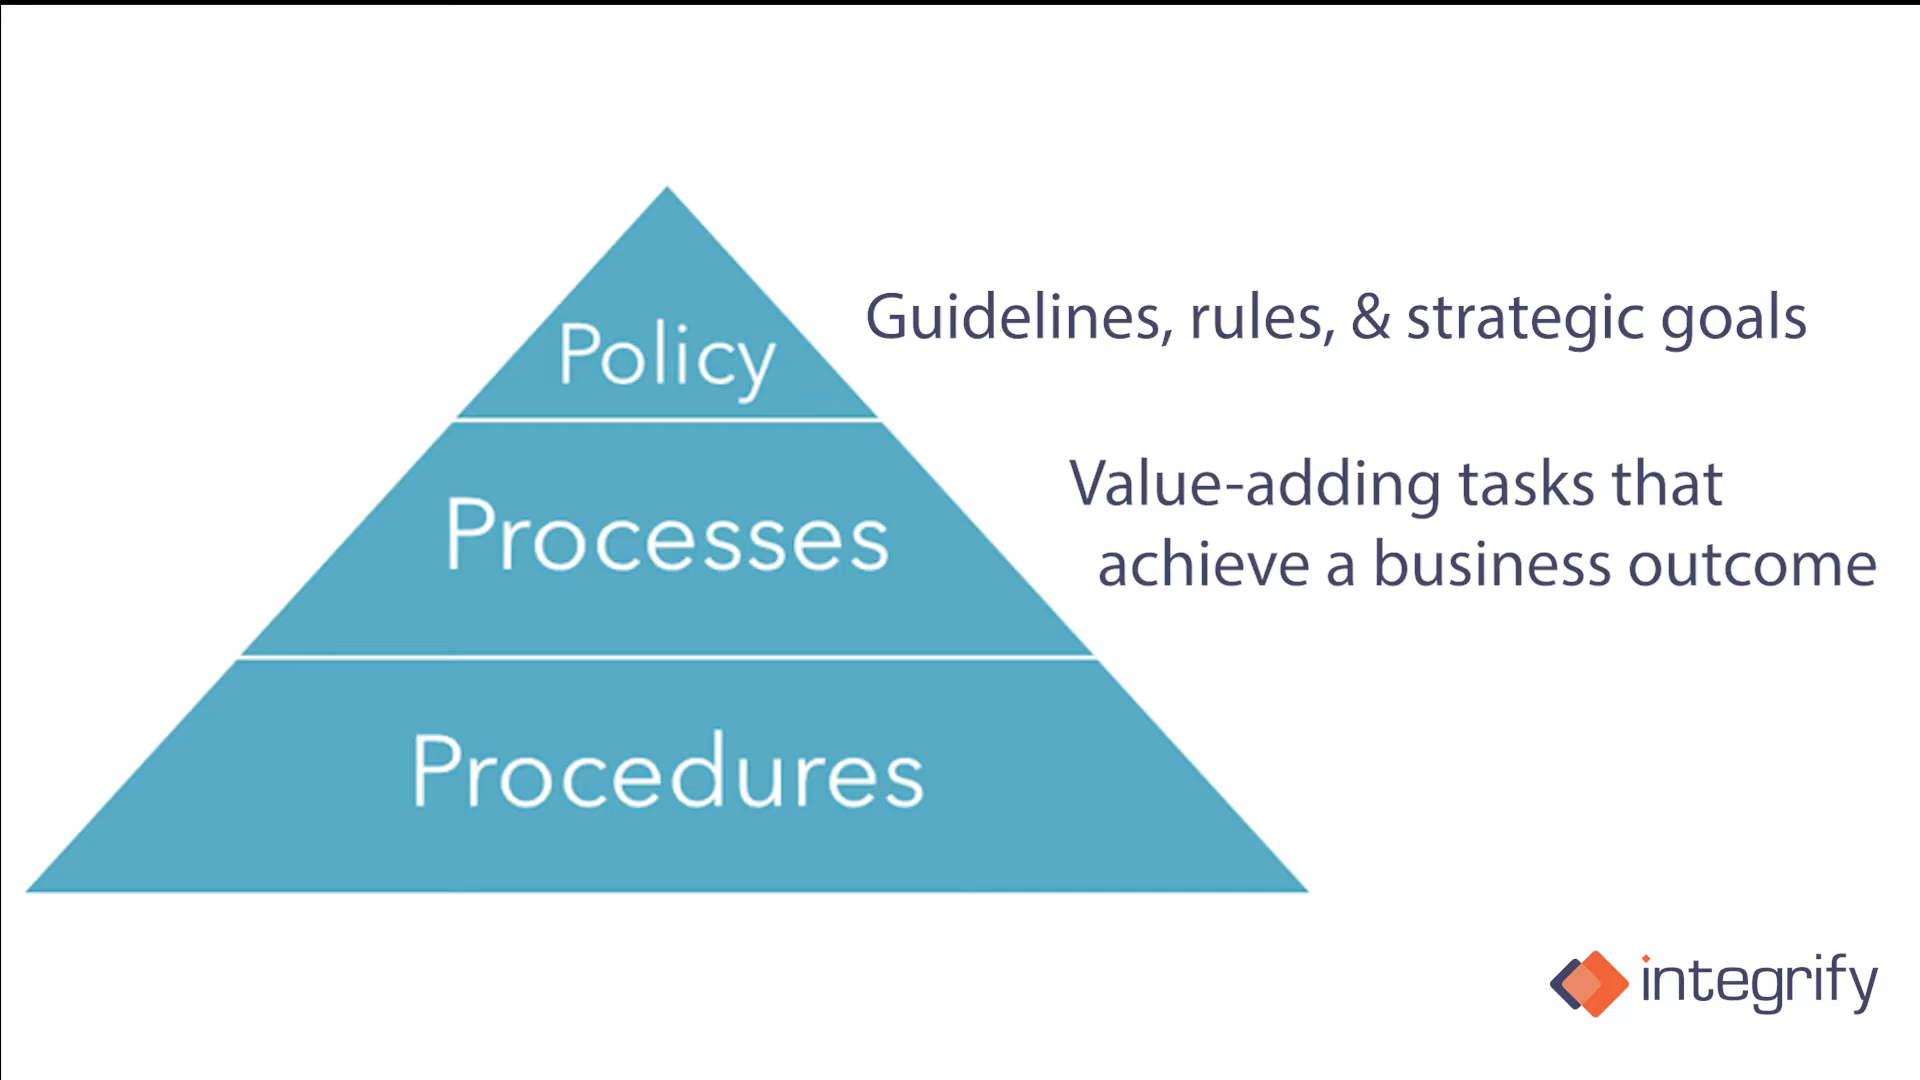 Policy
Guidelines, rules, & strategic goals
Processes
Value-adding tasks that
achieve a business outcome
Procedures
integrify